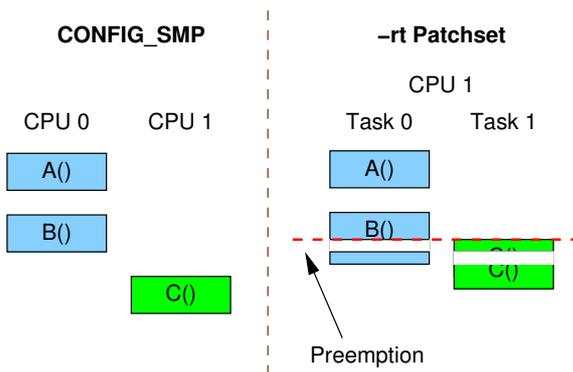 CONFIG_SMP
CPU 0
CPU 1
A()
B()
C()
–rt Patchset
CPU 1
Task 0
Task 1
A()
B()
C()
C()
Preemption